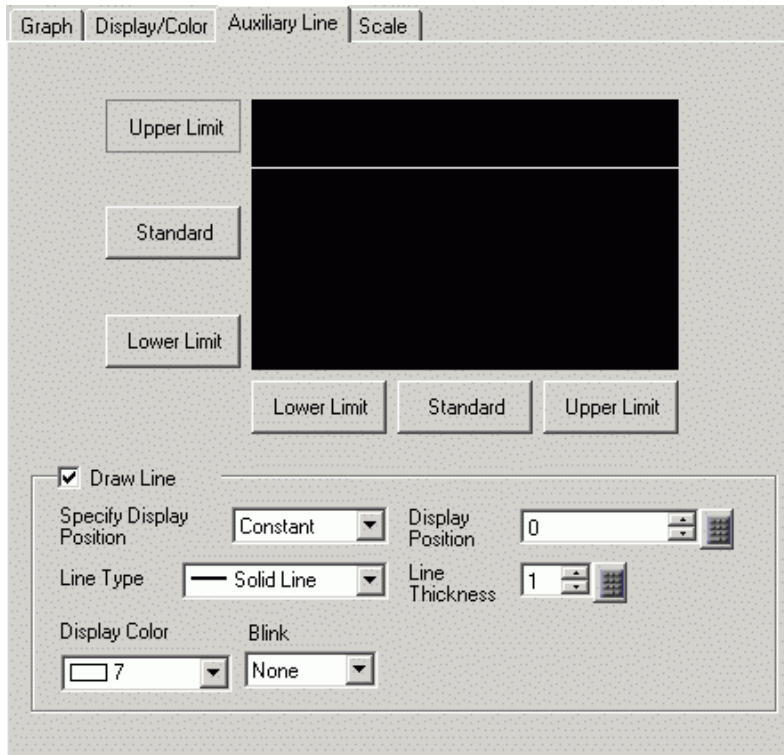 Graph Display/Color Auxiliary Line Scale
Upper Limit
Standard
Lower Limit
Lower Limit Standard Upper Limit
Draw Line
Specify Display
Position
Constant
Display
Position
0
Line Type
Solid Line
Line
Thickness
1
Display Color
Blink
7
None